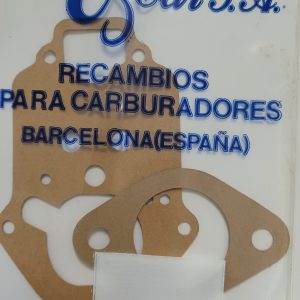 S.A.
RECAMBIOS
PARA CARBURADORES
BARCELONA(ESPAÑA)